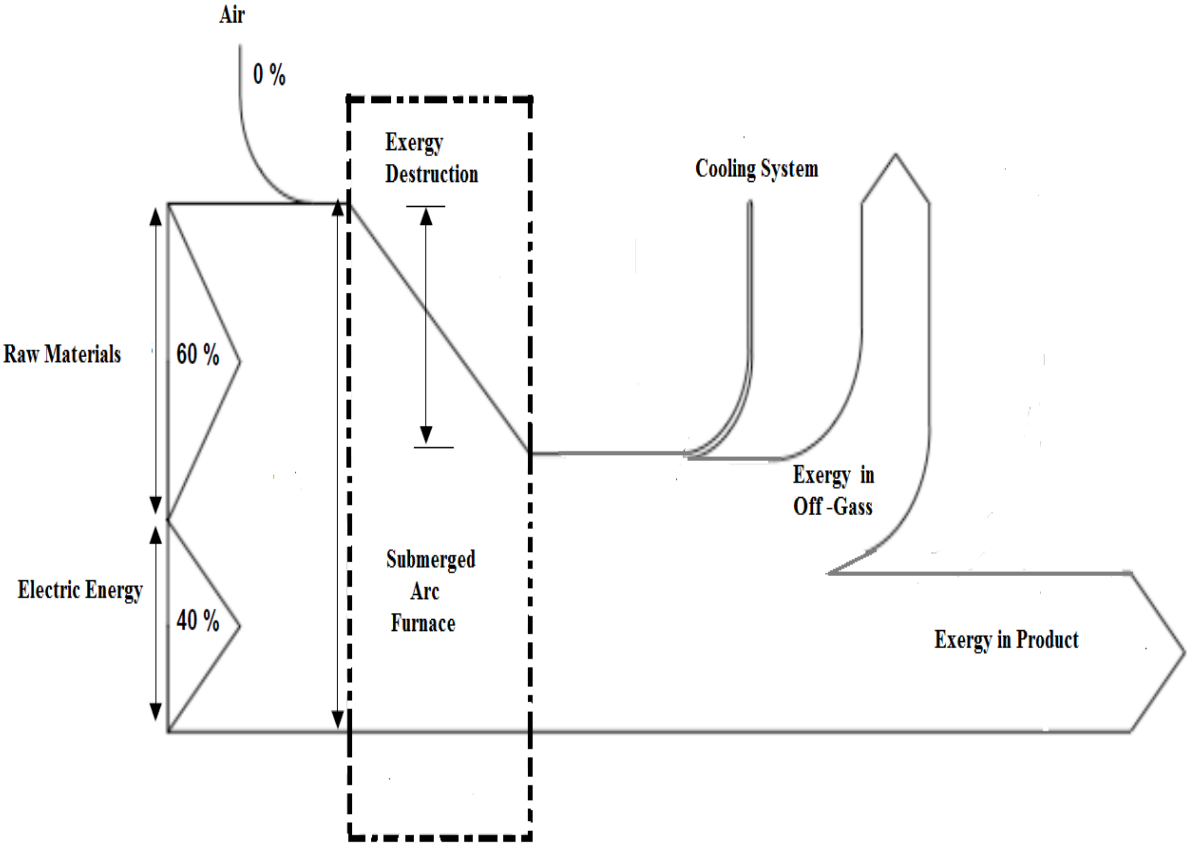 Air
0 %
Exergy
Destruction
Cooling System
Raw Materials
60 %
Exergy in
Off -Gass
Submerged
Arc
Furnace
Electric Energy
40 %
Exergy in Product